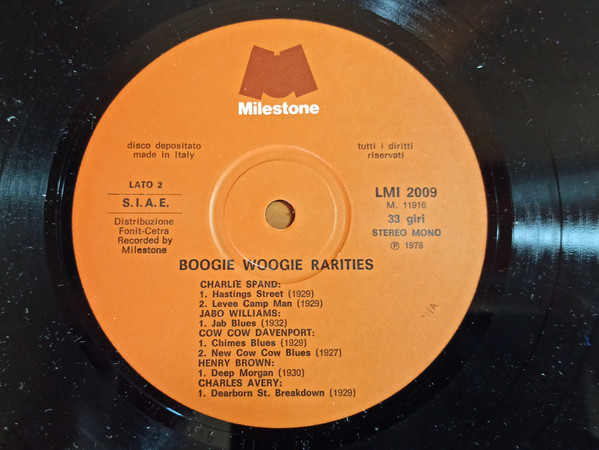 Milestone
disco depositato
made in Italy
tutti i diritti
riservati
LATO 2
S.I.A.E.
Distribuzione
Fonit-Cetra
Recorded by
Milestone
LMI 2009
M. 11916
33 giri
STEREO MONO
Ⓟ 1978
BOOGIE WOOGIE RARITIES
CHARLIE SPAND:
1. Hastings Street (1929)
2. Levee Camp Man (1929)
JABO WILLIAMS:
1. Jab Blues (1932)
COW COW DAVENPORT:
1. Chimes Blues (1929)
2. New Cow Cow Blues (1927)
HENRY BROWN:
1. Deep Morgan (1930)
CHARLES AVERY:
1. Dearborn St. Breakdown (1929)